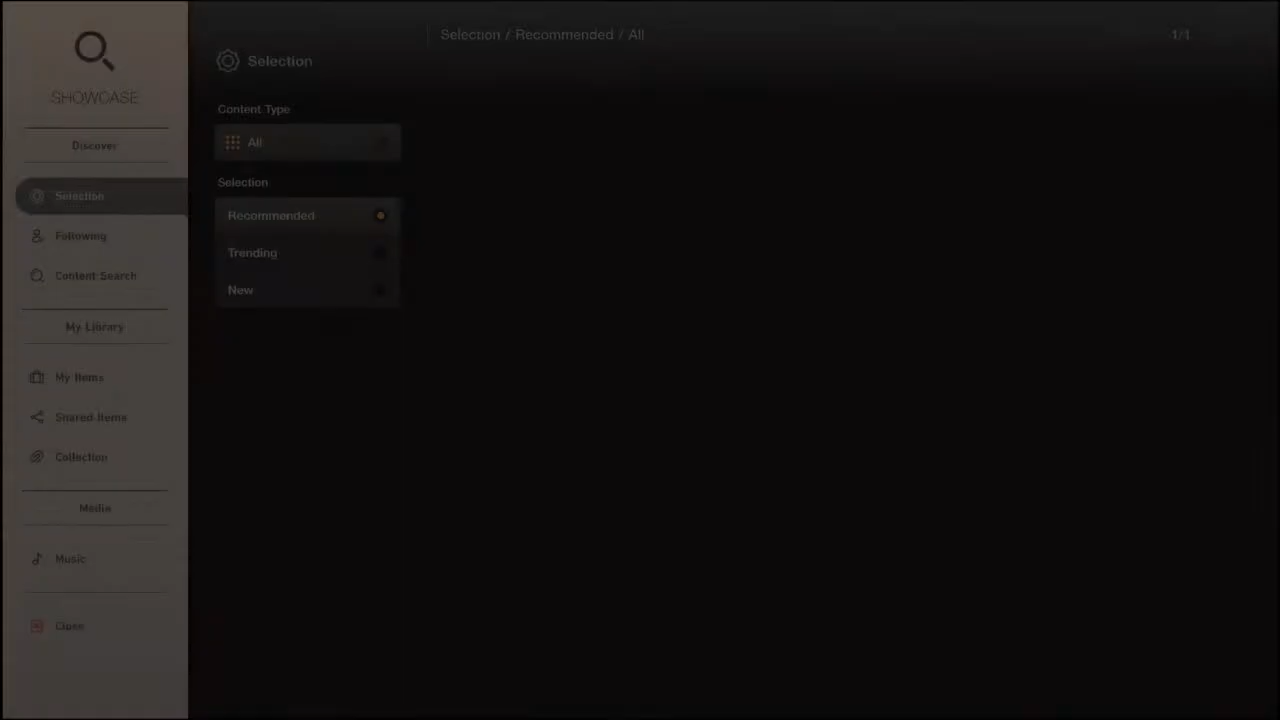 SHOWCASE
Discover
Selection
Following
Content Search
My Library
My Items
Shared Items
Collection
Media
Music
Close
Selection / Recommended / All
1/1
Selection
Content Type
All
Selection
Recommended
Trending
New